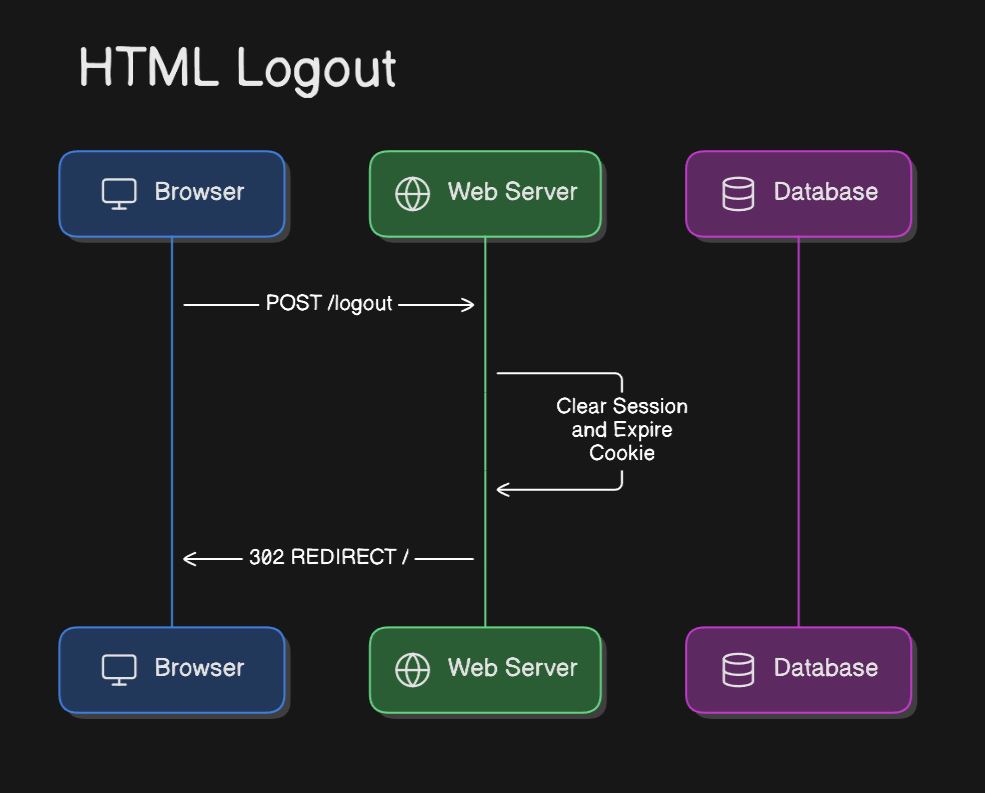 HTML Logout
Browser
Web Server
Database
POST /logout
Clear Session
and Expire
Cookie
302 REDIRECT /
Browser
Web Server
Database